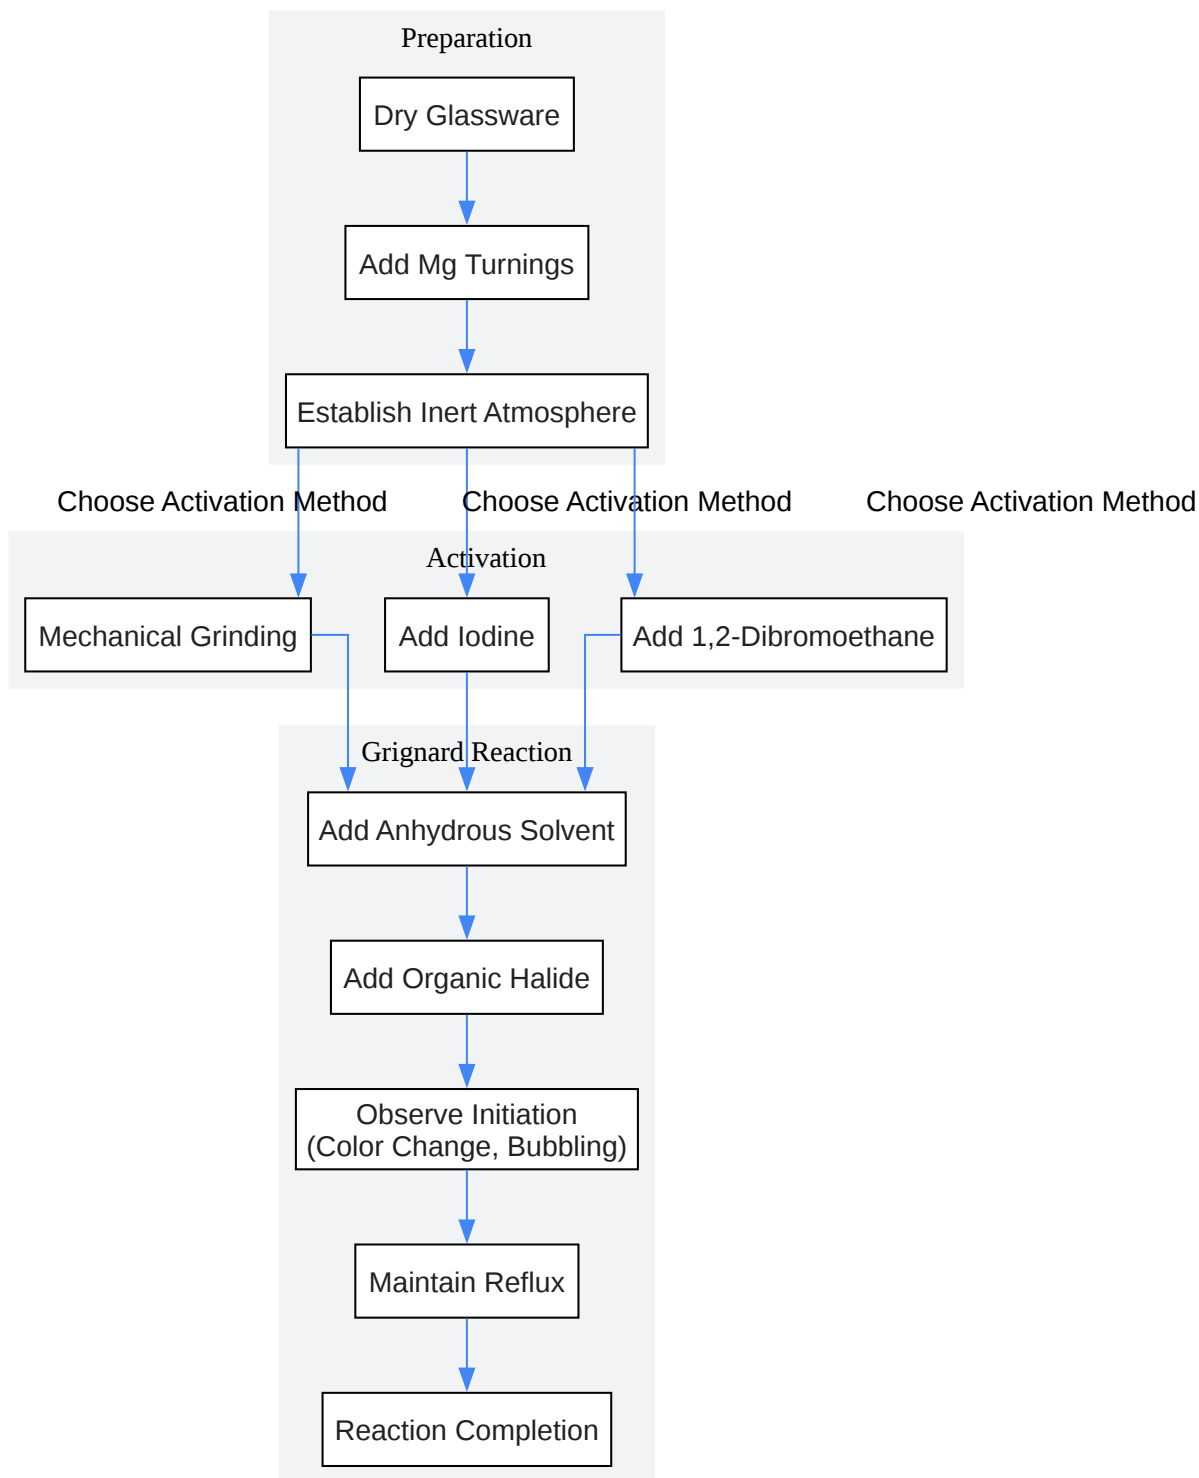 Preparation
Dry Glassware
Add Mg Turnings
Establish Inert Atmosphere
Choose Activation Method
Choose Activation Method
Choose Activation Method
Activation
Mechanical Grinding
Add Iodine
Add 1,2-Dibromoethane
Grignard Reaction
Add Anhydrous Solvent
Add Organic Halide
Observe Initiation
(Color Change, Bubbling)
Maintain Reflux
Reaction Completion